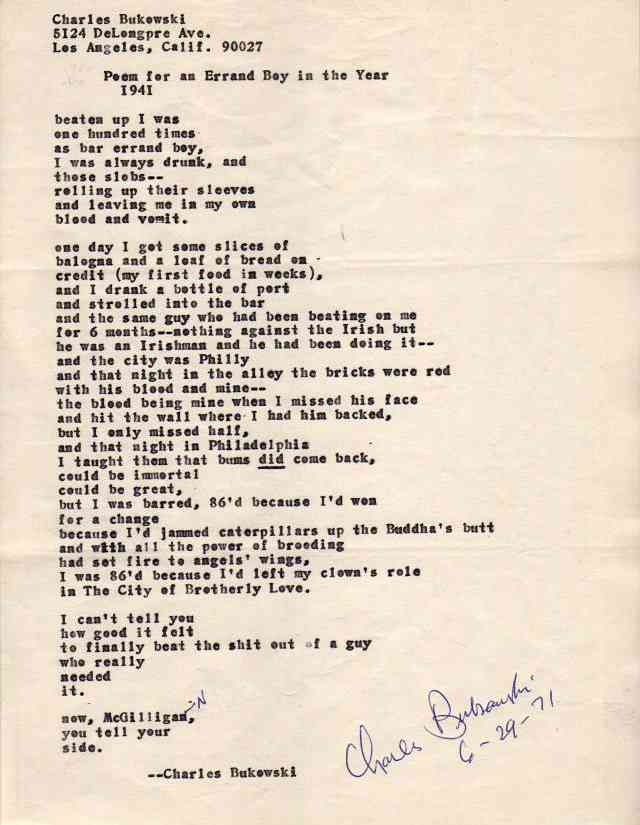 Charles Bukowski
5124 DeLongpre Ave.
Los Angeles, Calif. 90027
Poem for an Errand Boy in the Year
1941
beaten up I was
one hundred times
as bar errand boy,
I was always drunk, and
those slobs--
rolling up their sleeves
and leaving me in my own
blood and vomit.
one day I got some slices of
balogna and a loaf of bread on
credit (my first food in weeks),
and I drank a bottle of port
and strolled into the bar
and the same guy who had been beating on me
for 6 months--nothing against the Irish but
he was an Irishman and he had been doing it--
and the city was Philly
and that night in the alley the bricks were red
with his blood and mine--
the blood being mine when I missed his face
and hit the wall where I had him backed,
but I only missed half,
and that night in Philadelphia
I taught them that bums did come back,
could be immortal
could be great,
but I was barred, 86'd because I'd won
for a change
because I'd jammed caterpillars up the Buddha's butt
and with all the power of breeding
had set fire to angels' wings,
I was 86'd because I'd left my clown's role
in The City of Brotherly Love.
I can't tell you
how good it felt
to finally beat the shit out of a guy
who really
needed
it.
now, McGilligan, N
you tell your
side.
--Charles Bukowski
Charles Bukowski
6-29-71